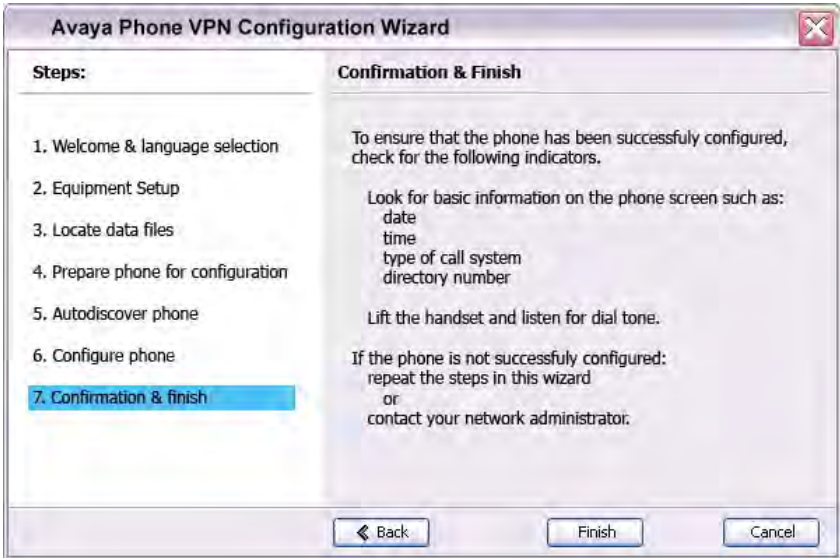 Avaya Phone VPN Configuration Wizard
Steps:
1. Welcome & language selection
2. Equipment Setup
3. Locate data files
4. Prepare phone for configuration
5. Autodiscover phone
6. Configure phone
7. Confirmation & finish
Confirmation & Finish
To ensure that the phone has been successfuly configured,
check for the following indicators.
Look for basic information on the phone screen such as:
date
time
type of call system
directory number
Lift the handset and listen for dial tone.
If the phone is not successfuly configured:
repeat the steps in this wizard
or
contact your network administrator.
Back
Finish
Cancel